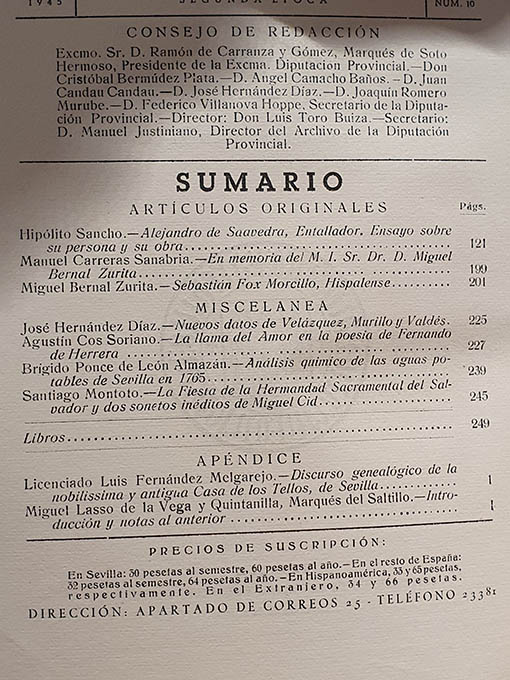 1945 SEGUNDA ÉPOCA NÚM. 10
CONSEJO DE REDACCIÓN
Excmo. Sr. D. Ramón de Carranza y Gómez, Marqués de Soto
Hermoso, Presidente de la Excma. Diputacion Provincial.—Don
Cristóbal Bermúdez Plata.—D. Angel Camacho Baños.—D. Juan
Candau Candau.—D. José Hernández Díaz.—D. Joaquín Romero
Murube.—D. Federico Villanova Hoppe, Secretario de la Diputa-
ción Provincial.—Director: Don Luis Toro Buiza.—Secretario:
D. Manuel Justiniano, Director del Archivo de la Diputación
Provincial.
SUMARIO
ARTÍCULOS ORIGINALES Págs.
Hipólito Sancho.—Alejandro de Saavedra, Entallador. Ensayo sobre
su persona y su obra........................................ 121
Manuel Carreras Sanabria.—En memoria del M. I. Sr. Dr. D. Miguel
Bernal Zurita............................................... 199
Miguel Bernal Zurita.—Sebastián Fox Morcillo, Hispalense.......... 201
MISCELANEA
José Hernández Díaz.—Nuevos datos de Velázquez, Murillo y Valdés. 225
Agustín Cos Soriano.—La llama del Amor en la poesía de Fernando
de Herrera.................................................. 227
Brígido Ponce de León Almazán.—Análisis químico de las aguas po-
tables de Sevilla en 1765................................... 239
Santiago Montoto.—La Fiesta de la Hermandad Sacramental del Sal-
vador y dos sonetos inéditos de Miguel Cid.................. 245
Libros............................................................ 249
APÉNDICE
Licenciado Luis Fernández Melgarejo.—Discurso genealógico de la
nobilissima y antigua Casa de los Tellos, de Sevilla........ 1
Miguel Lasso de la Vega y Quintanilla, Marqués del Saltillo.—Intro-
ducción y notas al anterior................................. 1
PRECIOS DE SUSCRIPCIÓN:
En Sevilla: 30 pesetas al semestre, 60 pesetas al año.—En el resto de España:
32 pesetas al semestre, 64 pesetas al año.—En Hispanoamérica, 33 y 65 pesetas,
respectivamente. En el Extranjero, 34 y 66 pesetas.
DIRECCIÓN: APARTADO DE CORREOS 25 - TELÉFONO 23381